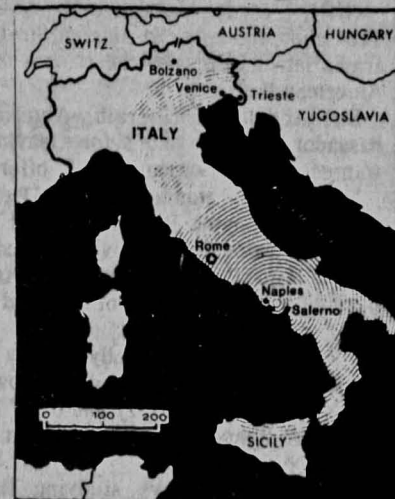 SWITZ.
AUSTRIA
HUNGARY
Bolzano
Venice
Trieste
ITALY
YUGOSLAVIA
Rome
Naples
Salerno
0 100 200
SICILY